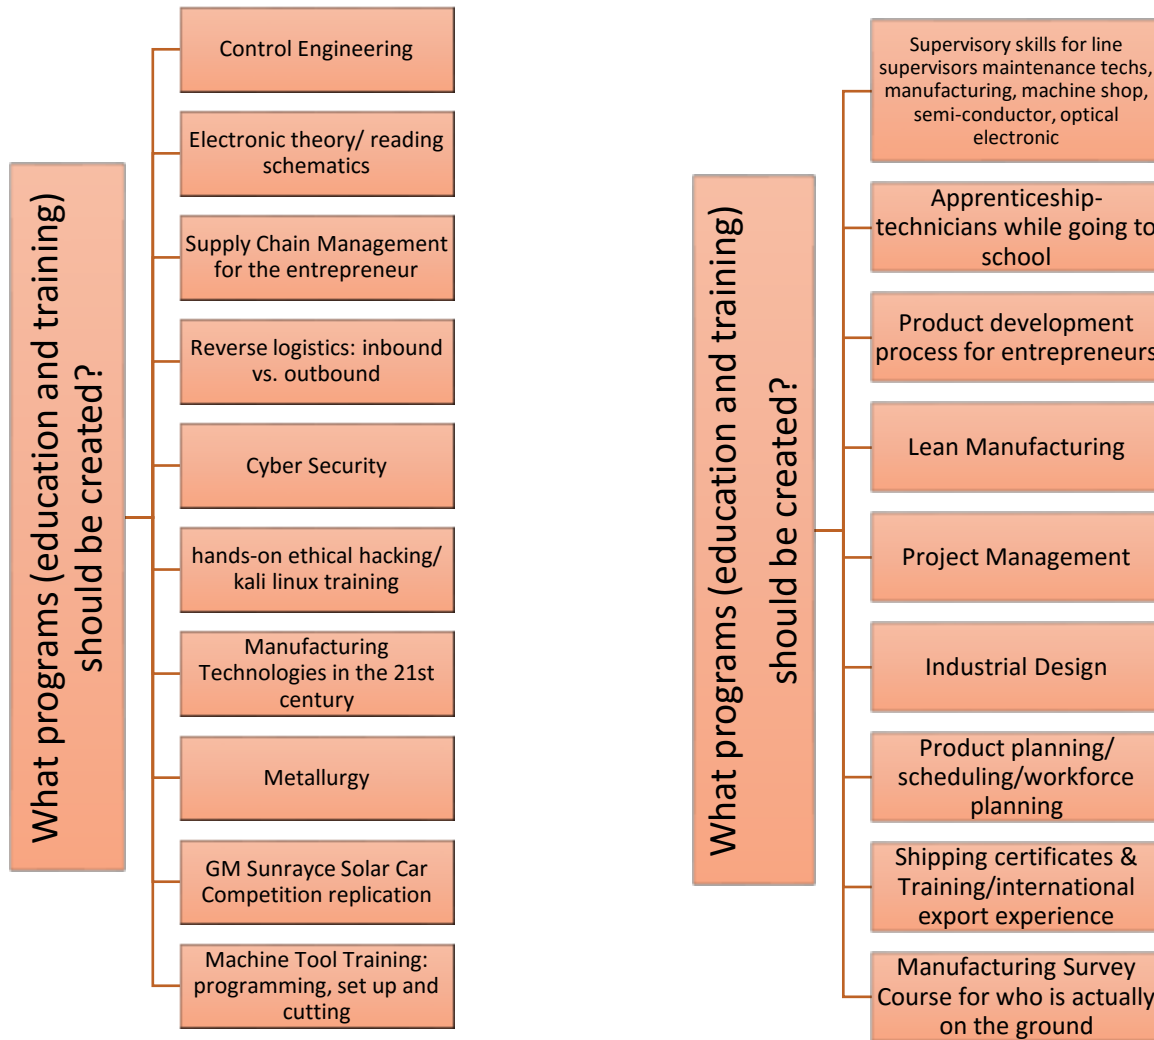 What programs (education and training)
should be created?
Control Engineering
Electronic theory/ reading
schematics
Supply Chain Management
for the entrepreneur
Reverse logistics: inbound
vs. outbound
Cyber Security
hands-on ethical hacking/
kali linux training
Manufacturing
Technologies in the 21st
century
Metallurgy
GM Sunrayce Solar Car
Competition replication
Machine Tool Training:
programming, set up and
cutting
What programs (education and training)
should be created?
Supervisory skills for line
supervisors maintenance techs,
manufacturing, machine shop,
semi-conductor, optical
electronic
Apprenticeship-
technicians while going to
school
Product development
process for entrepreneurs
Lean Manufacturing
Project Management
Industrial Design
Product planning/
scheduling/workforce
planning
Shipping certificates &
Training/international
export experience
Manufacturing Survey
Course for who is actually
on the ground